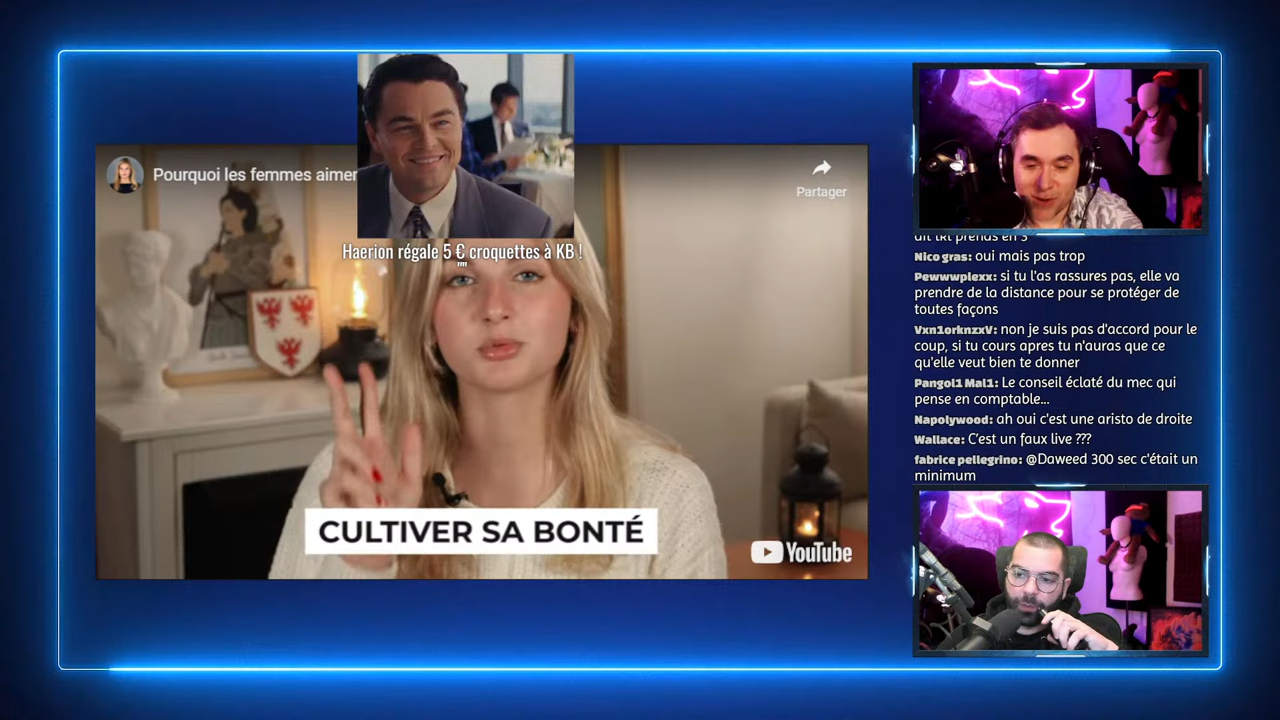 Pourquoi les femmes aimer
Partager
Haerion régale 5 € croquettes à KB !
CULTIVER SA BONTÉ
YouTube
Nico gras: oui mais pas trop
Pewwwplexx: si tu l'as rassures pas, elle va
prendre de la distance pour se protéger de
toutes façons
Vxn1orknzxV: non je suis pas d'accord pour le
coup, si tu cours apres tu n'auras que ce
qu'elle veut bien te donner
Pangol1 Mal1: Le conseil éclaté du mec qui
pense en comptable...
Napolywood: ah oui c'est une aristo de droite
Wallace: C'est un faux live ???
fabrice pellegrino: @Daweed 300 sec c'était un
minimum